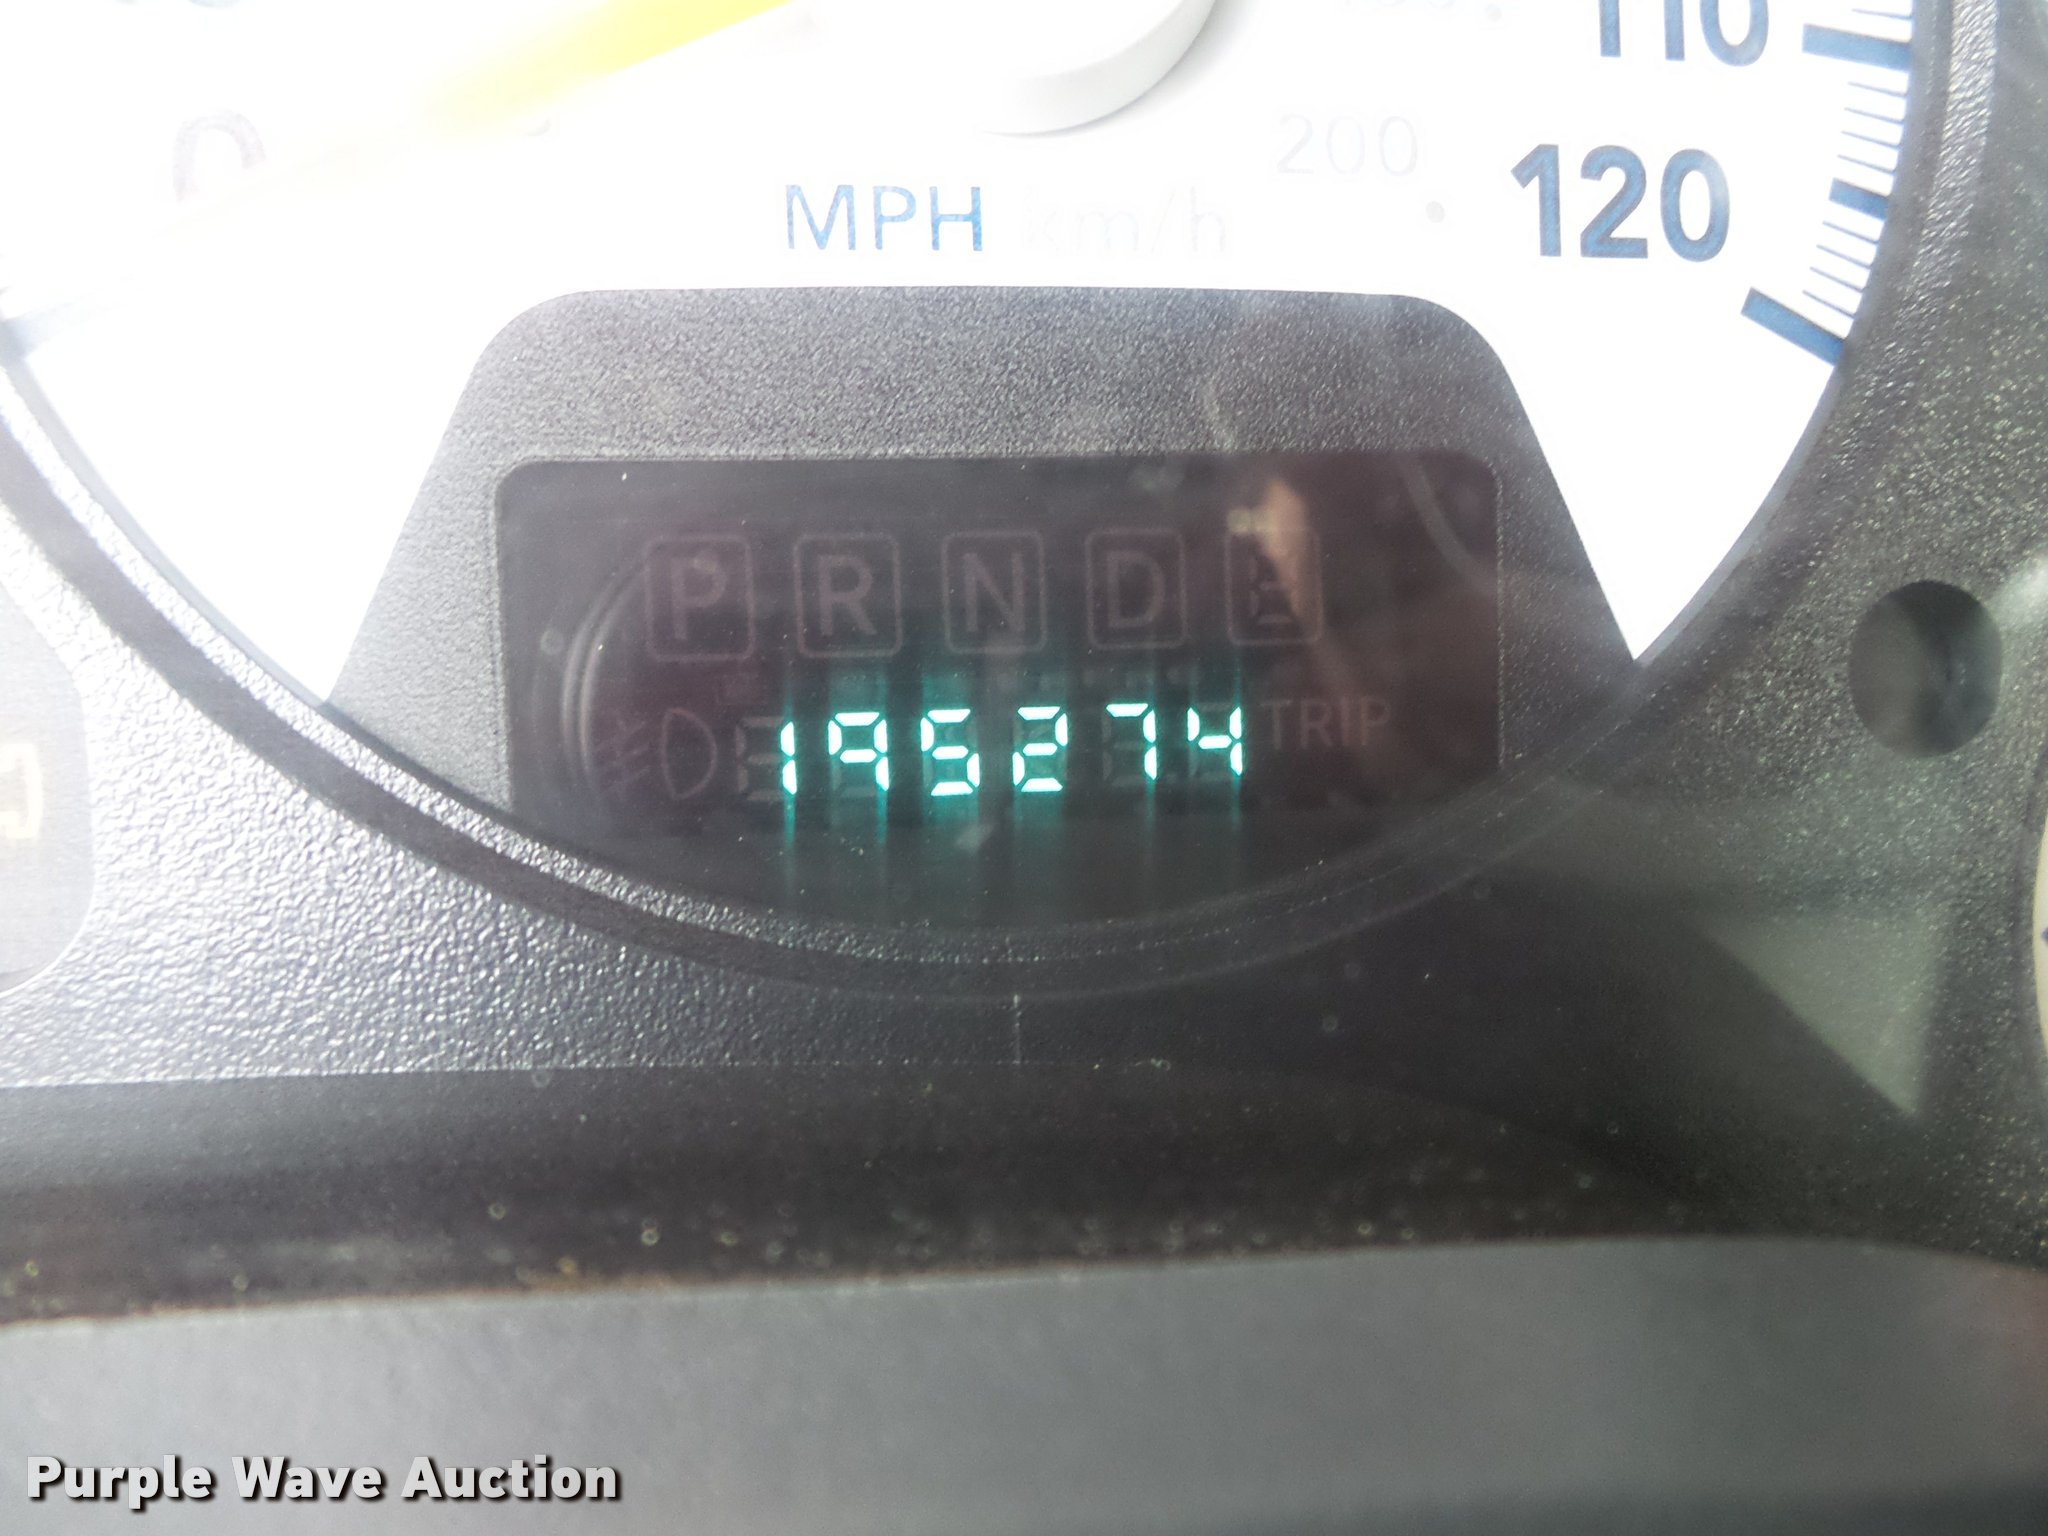 110
200
120
MPH km/h
P R N D
195274 TRIP
Purple Wave Auction